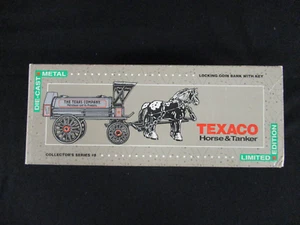 DIE-CAST
METAL
LOCKING COIN BANK WITH KEY
THE TEXAS COMPANY
TEXACO
Horse & Tanker
COLLECTOR'S SERIES
LIMITED
EDITION